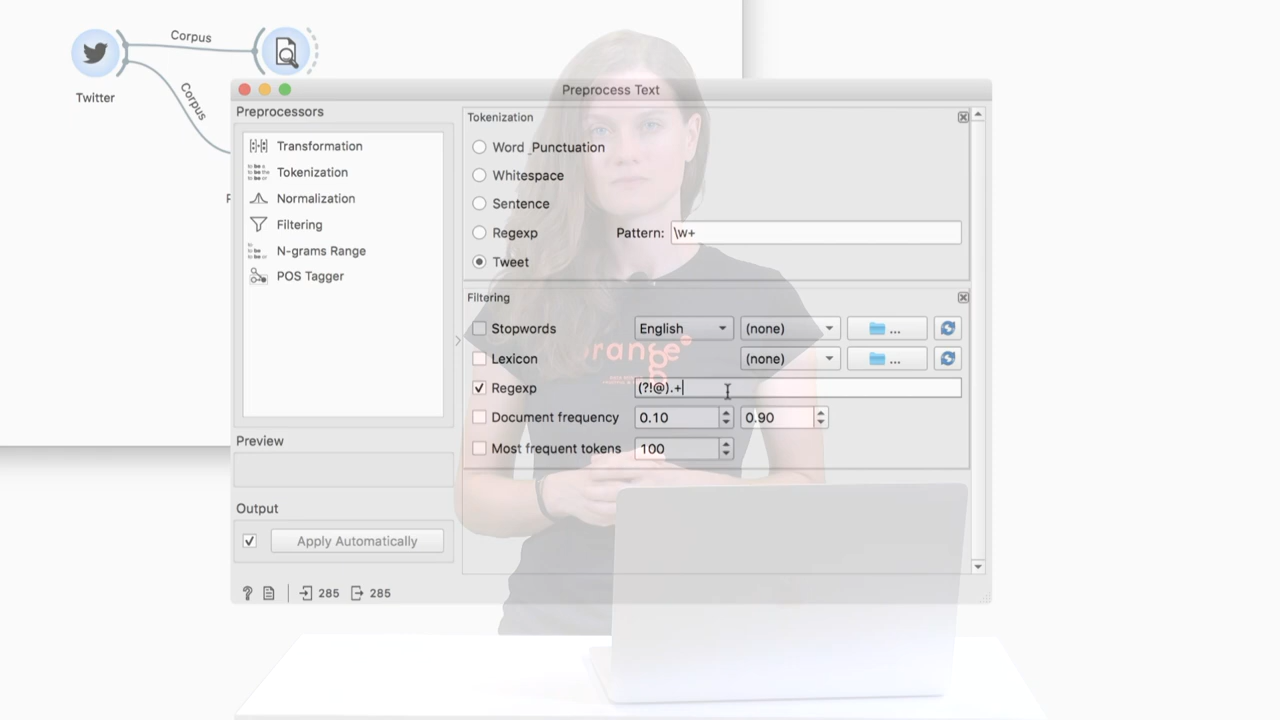 Corpus
Twitter
Corpus
Preprocess Text
Preprocessors
Transformation
Tokenization
Normalization
Filtering
N-grams Range
POS Tagger
Preview
Output
Apply Automatically
? 285 285
Tokenization
Word_Punctuation
Whitespace
Sentence
Regexp Pattern: \w+
Tweet
Filtering
Stopwords English (none) ...
Lexicon (none) ...
Regexp (?!@).+
Document frequency 0.10 0.90
Most frequent tokens 100
orange